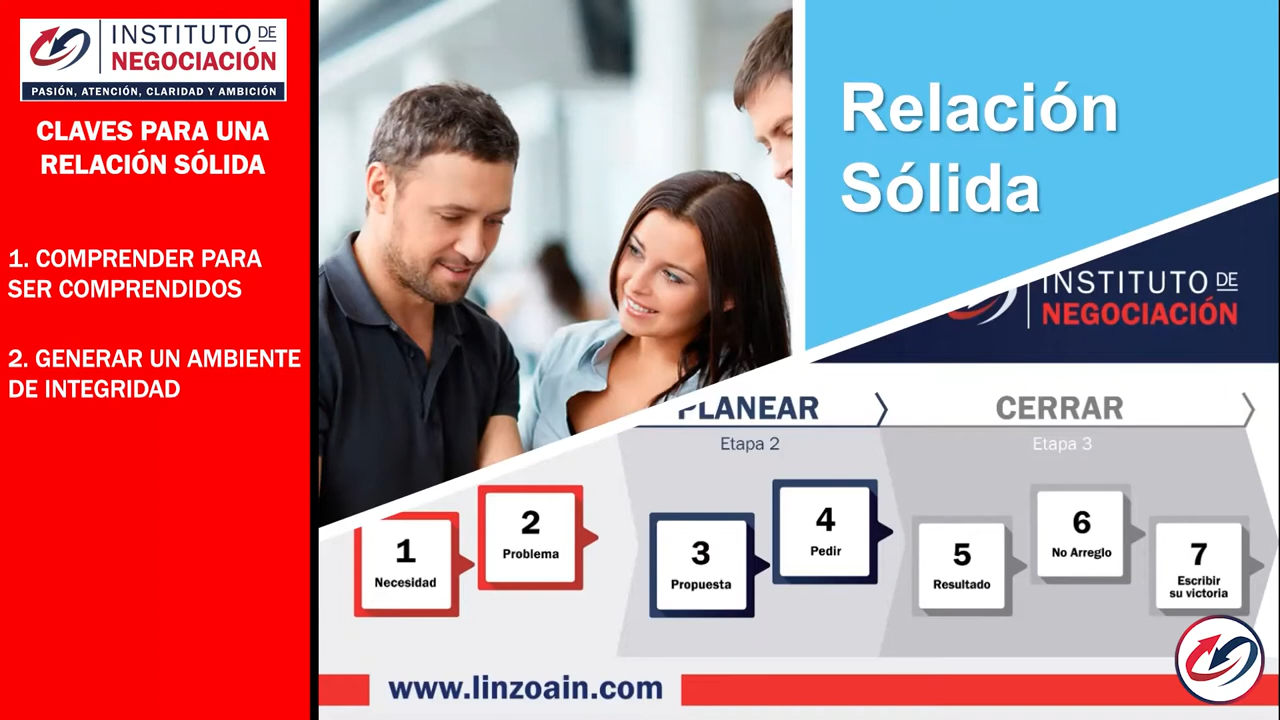 INSTITUTO DE
NEGOCIACIÓN
PASIÓN, ATENCIÓN, CLARIDAD Y AMBICIÓN
CLAVES PARA UNA
RELACIÓN SÓLIDA
1. COMPRENDER PARA
SER COMPRENDIDOS
2. GENERAR UN AMBIENTE
DE INTEGRIDAD
Relación
Sólida
INSTITUTO DE
NEGOCIACIÓN
PLANEAR
Etapa 2
CERRAR
Etapa 3
1
Necesidad
2
Problema
3
Propuesta
4
Pedir
5
Resultado
6
No Arreglo
7
Escribir
su victoria
www.linzoain.com